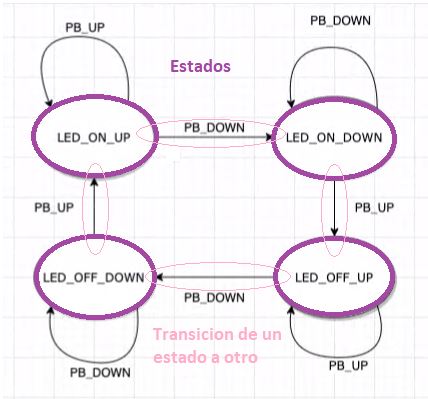 PB_UP
PB_DOWN
Estados
LED_ON_UP
PB_DOWN
LED_ON_DOWN
PB_UP
PB_UP
LED_OFF_DOWN
LED_OFF_UP
PB_DOWN
Transicion de un
estado a otro
PB_DOWN
PB_UP